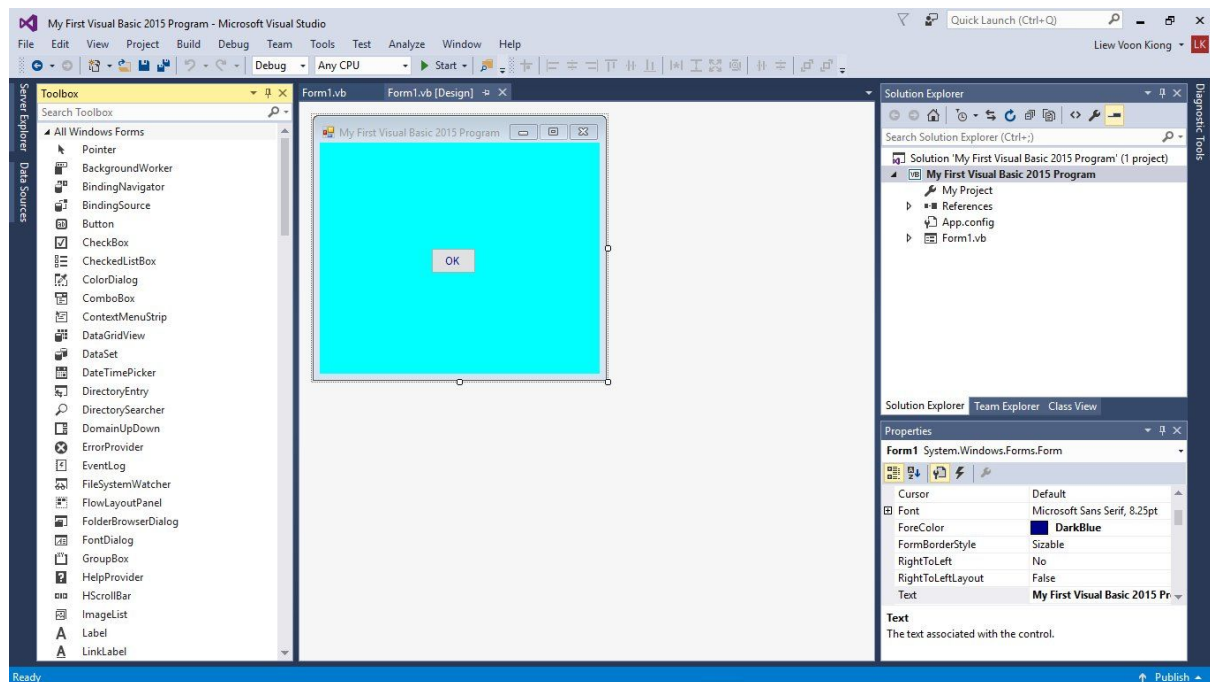 My First Visual Basic 2015 Program - Microsoft Visual Studio
Quick Launch (Ctrl+Q)
File Edit View Project Build Debug Team Tools Test Analyze Window Help
Liew Voon Kiong LK
Debug Any CPU Start
Server Explorer
Data Sources
Toolbox
Search Toolbox
All Windows Forms
Pointer
BackgroundWorker
BindingNavigator
BindingSource
Button
CheckBox
CheckedListBox
ColorDialog
ComboBox
ContextMenuStrip
DataGridView
DataSet
DateTimePicker
DirectoryEntry
DirectorySearcher
DomainUpDown
ErrorProvider
EventLog
FileSystemWatcher
FlowLayoutPanel
FolderBrowserDialog
FontDialog
GroupBox
HelpProvider
HScrollBar
ImageList
Label
LinkLabel
Form1.vb Form1.vb [Design]
My First Visual Basic 2015 Program
OK
Solution Explorer
Search Solution Explorer (Ctrl+;)
Solution 'My First Visual Basic 2015 Program' (1 project)
My First Visual Basic 2015 Program
My Project
References
App.config
Form1.vb
Solution Explorer Team Explorer Class View
Properties
Form1 System.Windows.Forms.Form
Cursor Default
Font Microsoft Sans Serif, 8.25pt
ForeColor DarkBlue
FormBorderStyle Sizable
RightToLeft No
RightToLeftLayout False
Text My First Visual Basic 2015 Pr
Text
The text associated with the control.
Diagnostic Tools
Ready
Publish